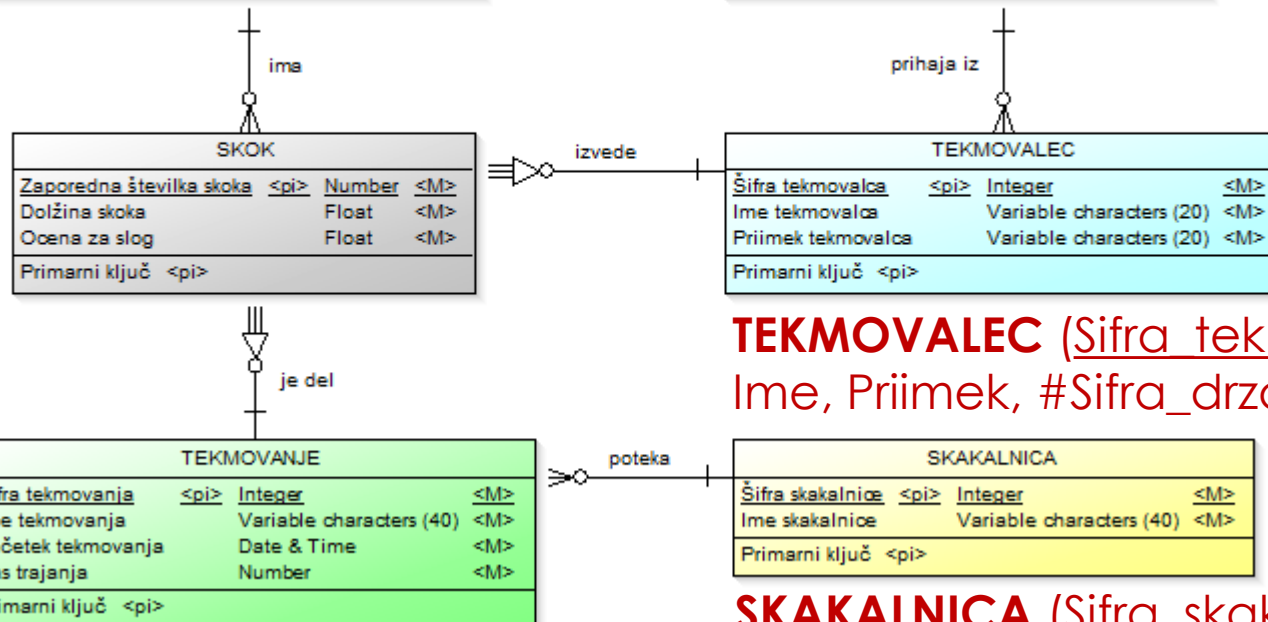 ima
prihaja iz
SKOK
Zaporedna številka skoka <pi> Number <M>
Dolžina skoka Float <M>
Ocena za slog Float <M>
Primarni ključ <pi>
izvede
TEKMOVALEC
Šifra tekmovalca <pi> Integer <M>
Ime tekmovalca Variable characters (20) <M>
Priimek tekmovalca Variable characters (20) <M>
Primarni ključ <pi>
je del
TEKMOVALEC (Sifra_tek
Ime, Priimek, #Sifra_drza
TEKMOVANJE
fra tekmovanja <pi> Integer <M>
e tekmovanja Variable characters (40) <M>
četek tekmovanja Date & Time <M>
s trajanja Number <M>
imarni ključ <pi>
poteka
SKAKALNICA
Šifra skakalnice <pi> Integer <M>
Ime skakalnice Variable characters (40) <M>
Primarni ključ <pi>
SKAKALNICA (Sifra_skak